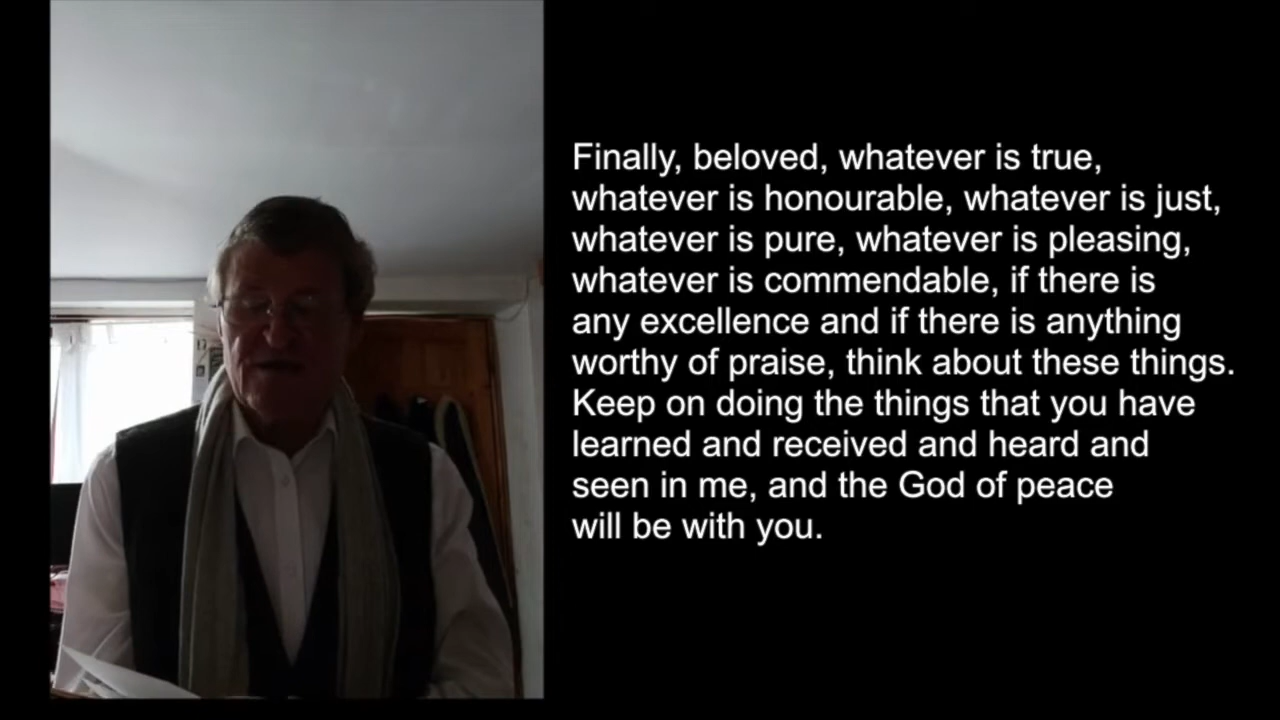 Finally, beloved, whatever is true,
whatever is honourable, whatever is just,
whatever is pure, whatever is pleasing,
whatever is commendable, if there is
any excellence and if there is anything
worthy of praise, think about these things.
Keep on doing the things that you have
learned and received and heard and
seen in me, and the God of peace
will be with you.